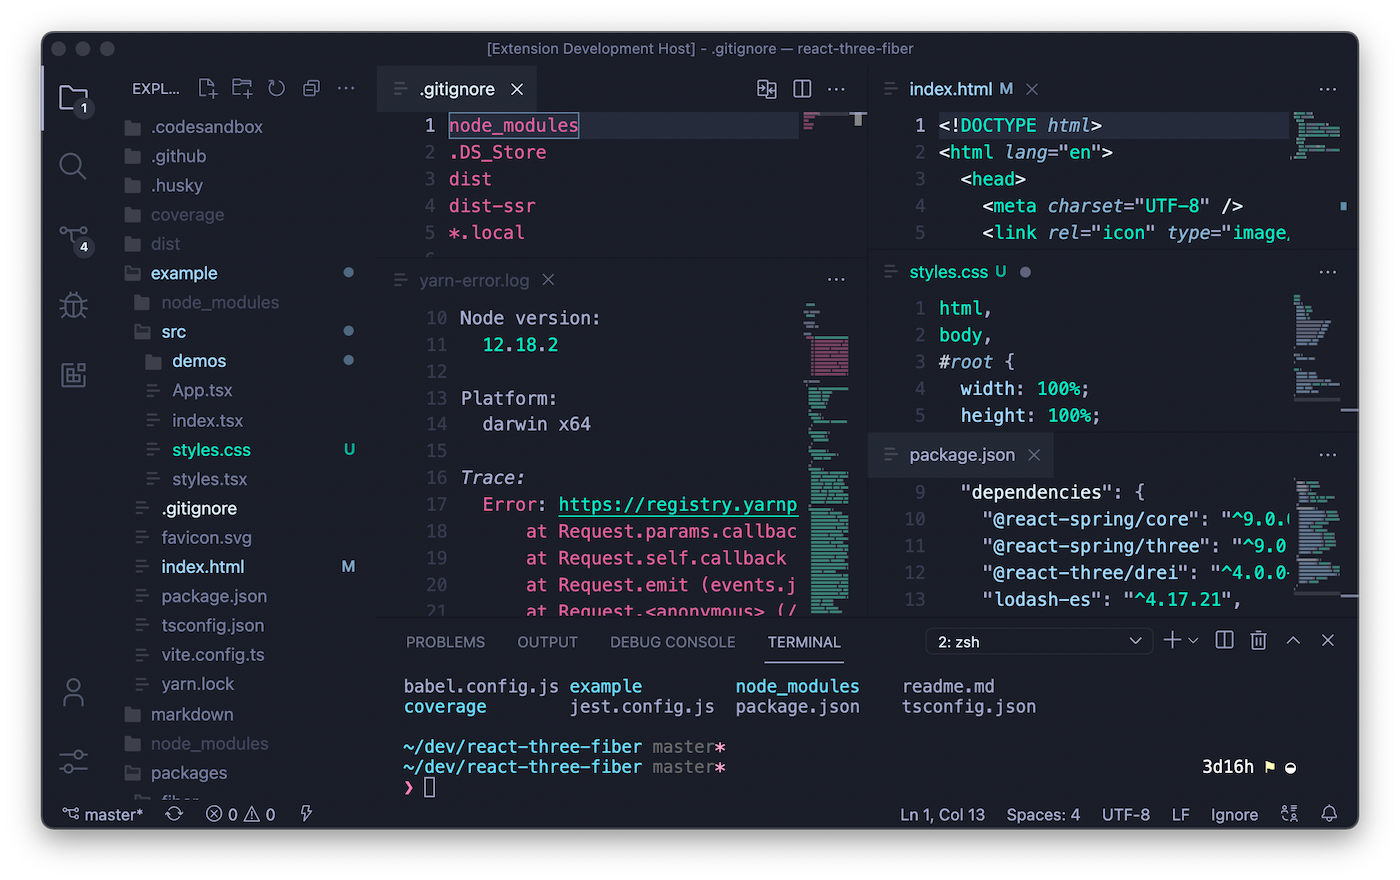 [Extension Development Host] - .gitignore — react-three-fiber
EXPL...
1
4
.codesandbox
.github
.husky
coverage
dist
example
node_modules
src
demos
App.tsx
index.tsx
styles.css U
styles.tsx
.gitignore
favicon.svg
index.html M
package.json
tsconfig.json
vite.config.ts
yarn.lock
markdown
node_modules
packages
.gitignore
1 node_modules
2 .DS_Store
3 dist
4 dist-ssr
5 *.local
yarn-error.log
10 Node version:
11 12.18.2
12
13 Platform:
14 darwin x64
15
16 Trace:
17 Error: https://registry.yarnp
18 at Request.params.callbac
19 at Request.self.callback
20 at Request.emit (events.j
21 at Request.<anonymous> (/
index.html M
1 <!DOCTYPE html>
2 <html lang="en">
3 <head>
4 <meta charset="UTF-8" />
5 <link rel="icon" type="image/
styles.css U
1 html,
2 body,
3 #root {
4 width: 100%;
5 height: 100%;
package.json
9 "dependencies": {
10 "@react-spring/core": "^9.0.
11 "@react-spring/three": "^9.0
12 "@react-three/drei": "^4.0.0
13 "lodash-es": "^4.17.21",
PROBLEMS OUTPUT DEBUG CONSOLE TERMINAL 2: zsh
babel.config.js example node_modules readme.md
coverage jest.config.js package.json tsconfig.json
~/dev/react-three-fiber master*
~/dev/react-three-fiber master*
3d16h
❯
master* 0 0 Ln 1, Col 13 Spaces: 4 UTF-8 LF Ignore